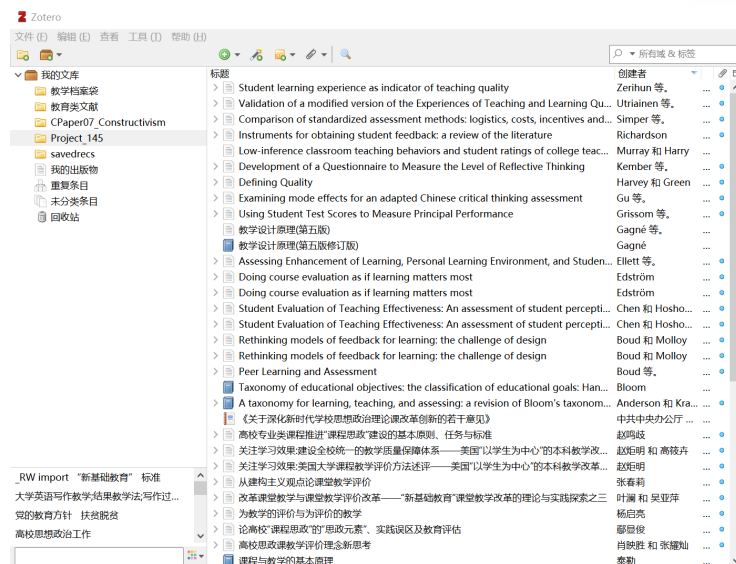 Zotero
文件 (F) 编辑 (E) 查看 工具 (T) 帮助 (H)
所有域 & 标签
我的文库
教学档案袋
教育类文献
CPaper07_Constructivism
Project_145
savedrecs
我的出版物
重复条目
未分类条目
回收站
_RW import “新基础教育” 标准
大学英语写作教学;结果教学法;写作过...
党的教育方针 扶贫脱贫
高校思想政治工作
标题 创建者
Student learning experience as indicator of teaching quality Zerihun 等。
Validation of a modified version of the Experiences of Teaching and Learning Qu... Utriainen 等。 ...
Comparison of standardized assessment methods: logistics, costs, incentives and... Simper 等。 ...
Instruments for obtaining student feedback: a review of the literature Richardson ...
Low-inference classroom teaching behaviors and student ratings of college teac... Murray 和 Harry ...
Development of a Questionnaire to Measure the Level of Reflective Thinking Kember 等。 ...
Defining Quality Harvey 和 Green ...
Examining mode effects for an adapted Chinese critical thinking assessment Gu 等。 ...
Using Student Test Scores to Measure Principal Performance Grissom 等。 ...
教学设计原理(第五版) Gagné 等。 ...
教学设计原理(第五版修订版) Gagné ...
Assessing Enhancement of Learning, Personal Learning Environment, and Studen... Ellett 等。 ...
Doing course evaluation as if learning matters most Edström ...
Doing course evaluation as if learning matters most Edström ...
Student Evaluation of Teaching Effectiveness: An assessment of student percepti... Chen 和 Hosho... ...
Student Evaluation of Teaching Effectiveness: An assessment of student percepti... Chen 和 Hosho... ...
Rethinking models of feedback for learning: the challenge of design Boud 和 Molloy ...
Rethinking models of feedback for learning: the challenge of design Boud 和 Molloy ...
Peer Learning and Assessment Boud 等。 ...
Taxonomy of educational objectives: the classification of educational goals: Han... Bloom ...
A taxonomy for learning, teaching, and assessing: a revision of Bloom's taxonom... Anderson 和 Kra... ...
《关于深化新时代学校思想政治理论课改革创新的若干意见》 中共中央办公厅 ... ...
高校专业类课程推进“课程思政”建设的基本原则、任务与标准 赵鸣歧 ...
关注学习效果:建设全校统一的教学质量保障体系——美国“以学生为中心”的本科教学改... 赵炬明 和 高筱卉 ...
关注学习效果:美国大学课程教学评价方法述评——美国“以学生为中心”的本科教学改革... 赵炬明 ...
从建构主义观点论课堂教学评价 张春莉 ...
改革课堂教学与课堂教学评价改革——“新基础教育”课堂教学改革的理论与实践探索之三 叶澜 和 吴亚萍 ...
为教学的评价与为评价的教学 杨启亮 ...
论高校“课程思政”的“思政元素”、实践误区及教育评估 鄢显俊 ...
高校思政课教学评价理念新思考 肖映胜 和 张耀灿 ...
课程与教学的基本原理 泰勒